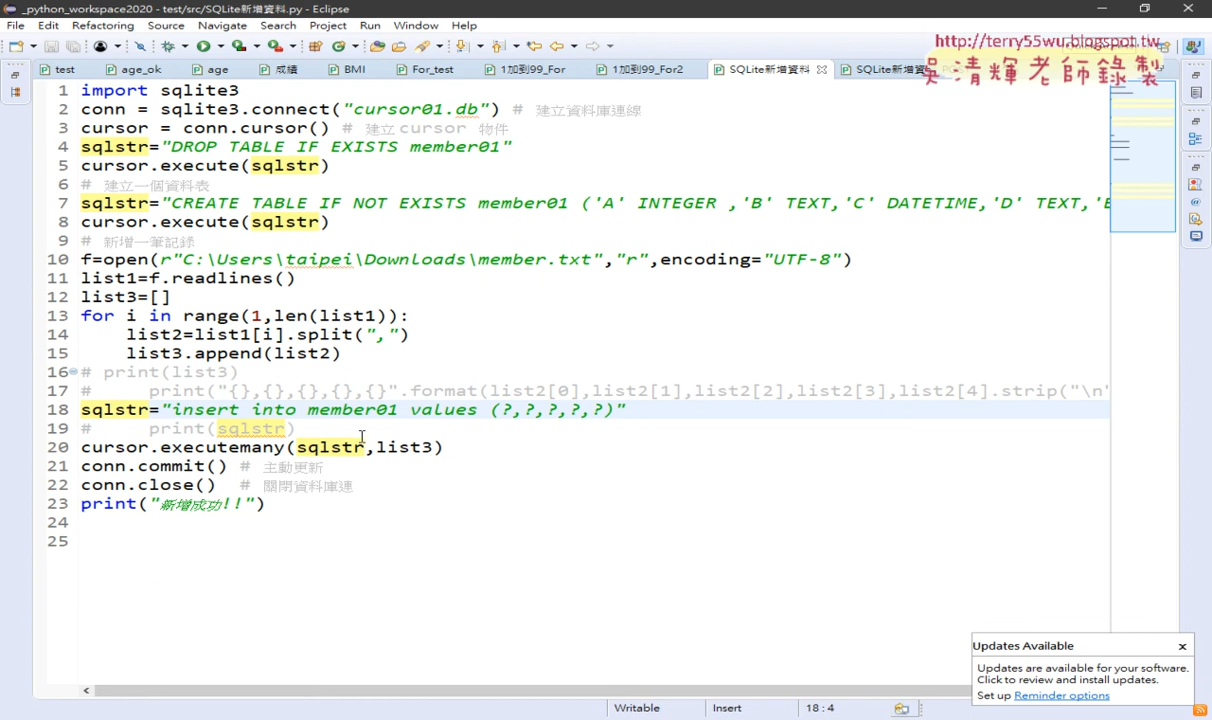 _python_workspace2020 - test/src/SQLite新增資料.py - Eclipse
File Edit Refactoring Source Navigate Search Project Run Window Help
http://terry55wu.blogspot.tw
吳清輝老師錄製
test age_ok age 成績 BMI For_test 1加到99_For 1加到99_For2 SQLite新增資料 SQLite新增資
1 import sqlite3
2 conn = sqlite3.connect("cursor01.db") # 建立資料庫連線
3 cursor = conn.cursor() # 建立 cursor 物件
4 sqlstr="DROP TABLE IF EXISTS member01"
5 cursor.execute(sqlstr)
6 # 建立一個資料表
7 sqlstr="CREATE TABLE IF NOT EXISTS member01 ('A' INTEGER ,'B' TEXT,'C' DATETIME,'D' TEXT,'E
8 cursor.execute(sqlstr)
9 # 新增一筆記錄
10 f=open(r"C:\Users\taipei\Downloads\member.txt","r",encoding="UTF-8")
11 list1=f.readlines()
12 list3=[]
13 for i in range(1,len(list1)):
14     list2=list1[i].split(",")
15     list3.append(list2)
16 # print(list3)
17 #     print("{},{},{},{},{}".format(list2[0],list2[1],list2[2],list2[3],list2[4].strip("\n"
18 sqlstr="insert into member01 values (?,?,?,?,?)"
19 #     print(sqlstr)
20 cursor.executemany(sqlstr,list3)
21 conn.commit() # 主動更新
22 conn.close()  # 關閉資料庫連
23 print("新增成功!!")
24
25
Updates Available
Updates are available for your software.
Click to review and install updates.
Set up Reminder options
Writable Insert 18 : 4